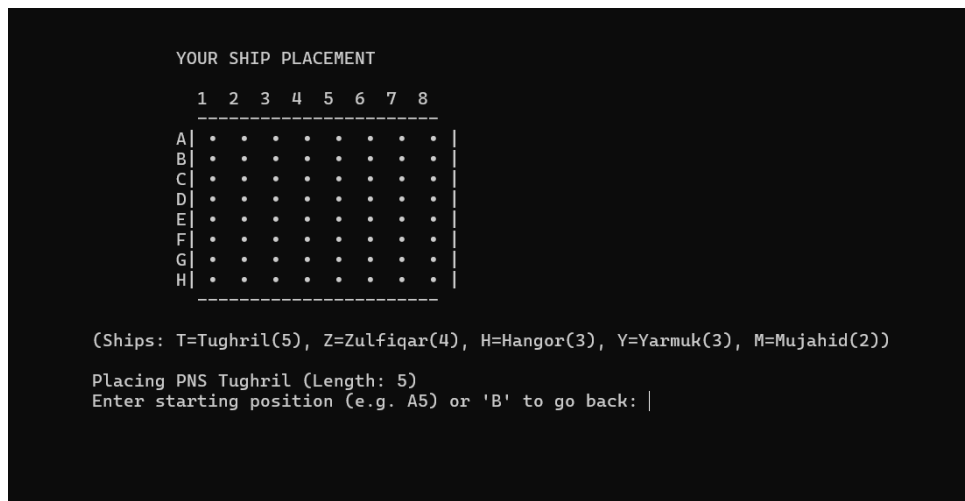 YOUR SHIP PLACEMENT
1 2 3 4 5 6 7 8
-----------------------
A| • • • • • • • • |
B| • • • • • • • • |
C| • • • • • • • • |
D| • • • • • • • • |
E| • • • • • • • • |
F| • • • • • • • • |
G| • • • • • • • • |
H| • • • • • • • • |
-----------------------
(Ships: T=Tughril(5), Z=Zulfiqar(4), H=Hangor(3), Y=Yarmuk(3), M=Mujahid(2))
Placing PNS Tughril (Length: 5)
Enter starting position (e.g. A5) or 'B' to go back: